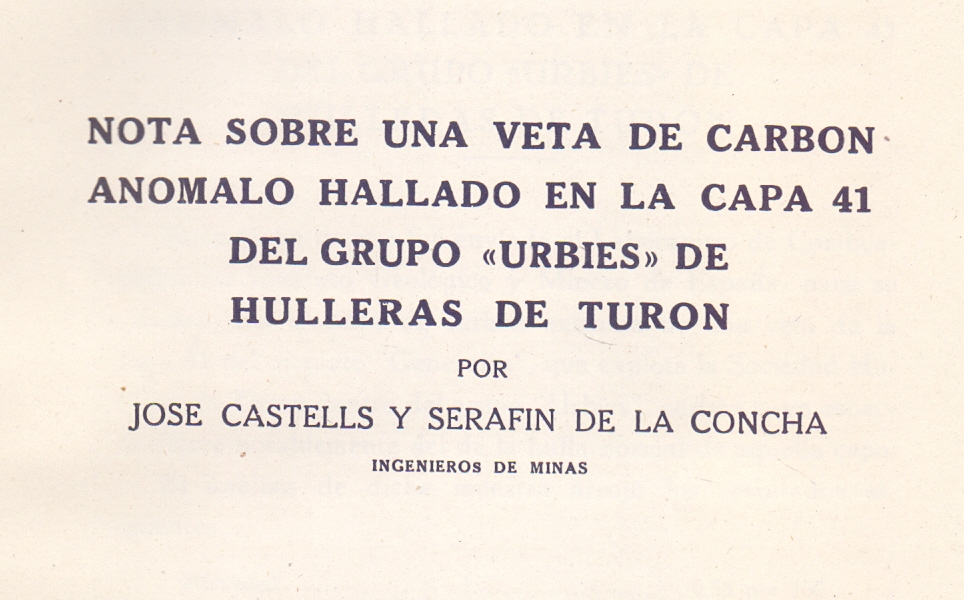 NOTA SOBRE UNA VETA DE CARBON
ANOMALO HALLADO EN LA CAPA 41
DEL GRUPO «URBIES» DE
HULLERAS DE TURON
POR
JOSE CASTELLS Y SERAFIN DE LA CONCHA
INGENIEROS DE MINAS